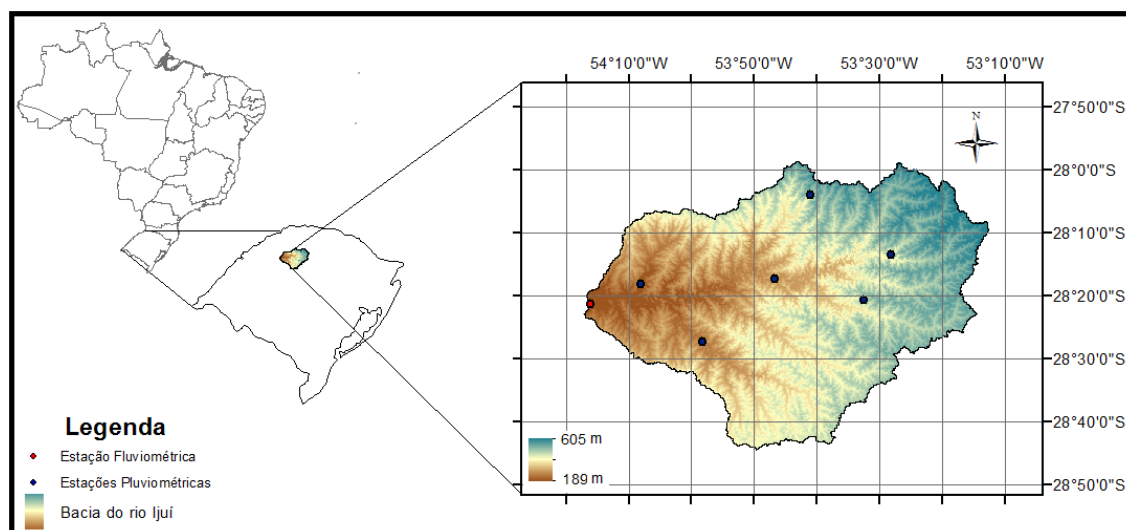 54°10'0"W 53°50'0"W 53°30'0"W 53°10'0"W
27°50'0"S
N
28°0'0"S
28°10'0"S
28°20'0"S
28°30'0"S
28°40'0"S
28°50'0"S
605 m
189 m
Legenda
Estação Fluviométrica
Estações Pluviométricas
Bacia do rio Ijuí